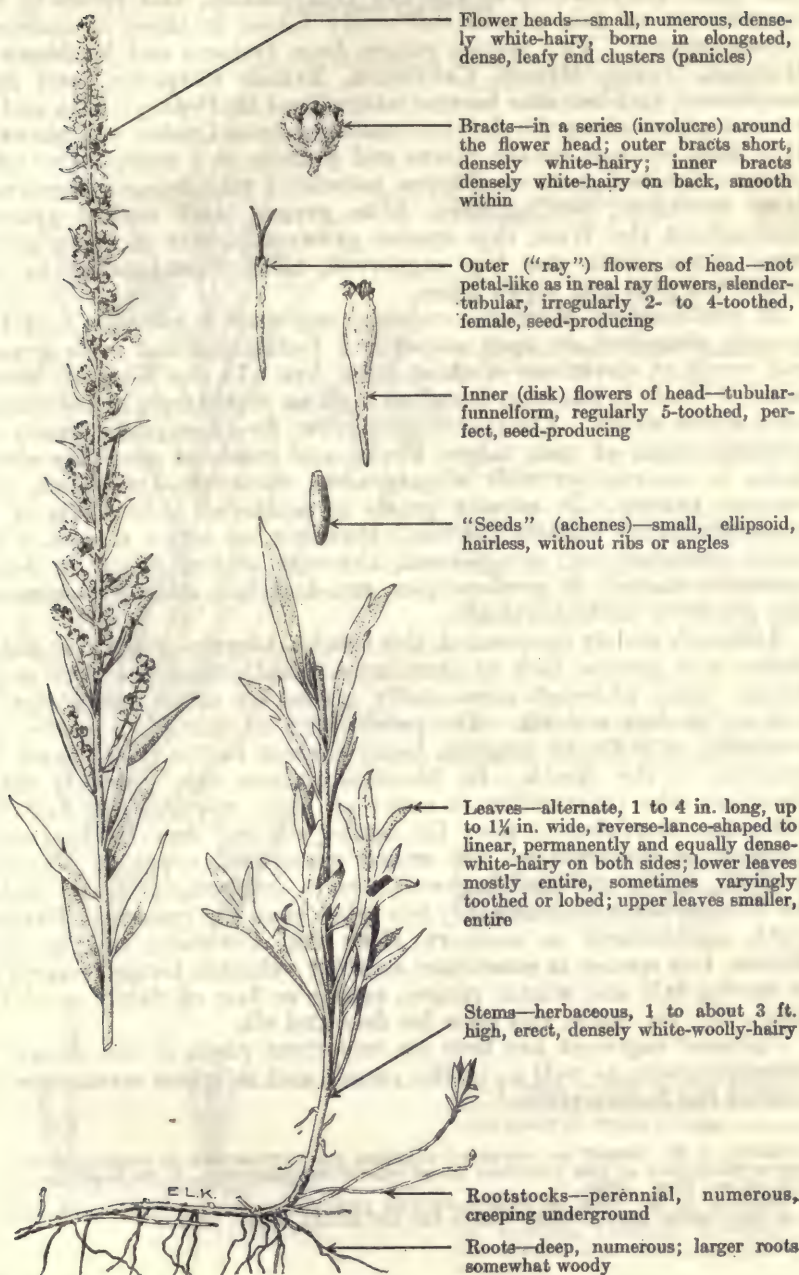 Flower heads—small, numerous, dense-
ly white-hairy, borne in elongated,
dense, leafy end clusters (panicles)
Bracts—in a series (involucre) around
the flower head; outer bracts short,
densely white-hairy; inner bracts
densely white-hairy on back, smooth
within
Outer ("ray") flowers of head—not
petal-like as in real ray flowers, slender-
tubular, irregularly 2- to 4-toothed,
female, seed-producing
Inner (disk) flowers of head—tubular-
funnelform, regularly 5-toothed, per-
fect, seed-producing
"Seeds" (achenes)—small, ellipsoid,
hairless, without ribs or angles
Leaves—alternate, 1 to 4 in. long, up
to 1¼ in. wide, reverse-lance-shaped to
linear, permanently and equally dense-
white-hairy on both sides; lower leaves
mostly entire, sometimes varyingly
toothed or lobed; upper leaves smaller,
entire
Stems—herbaceous, 1 to about 3 ft.
high, erect, densely white-woolly-hairy
E.L.K.
Rootstocks—perennial, numerous,
creeping underground
Roots—deep, numerous; larger roots
somewhat woody